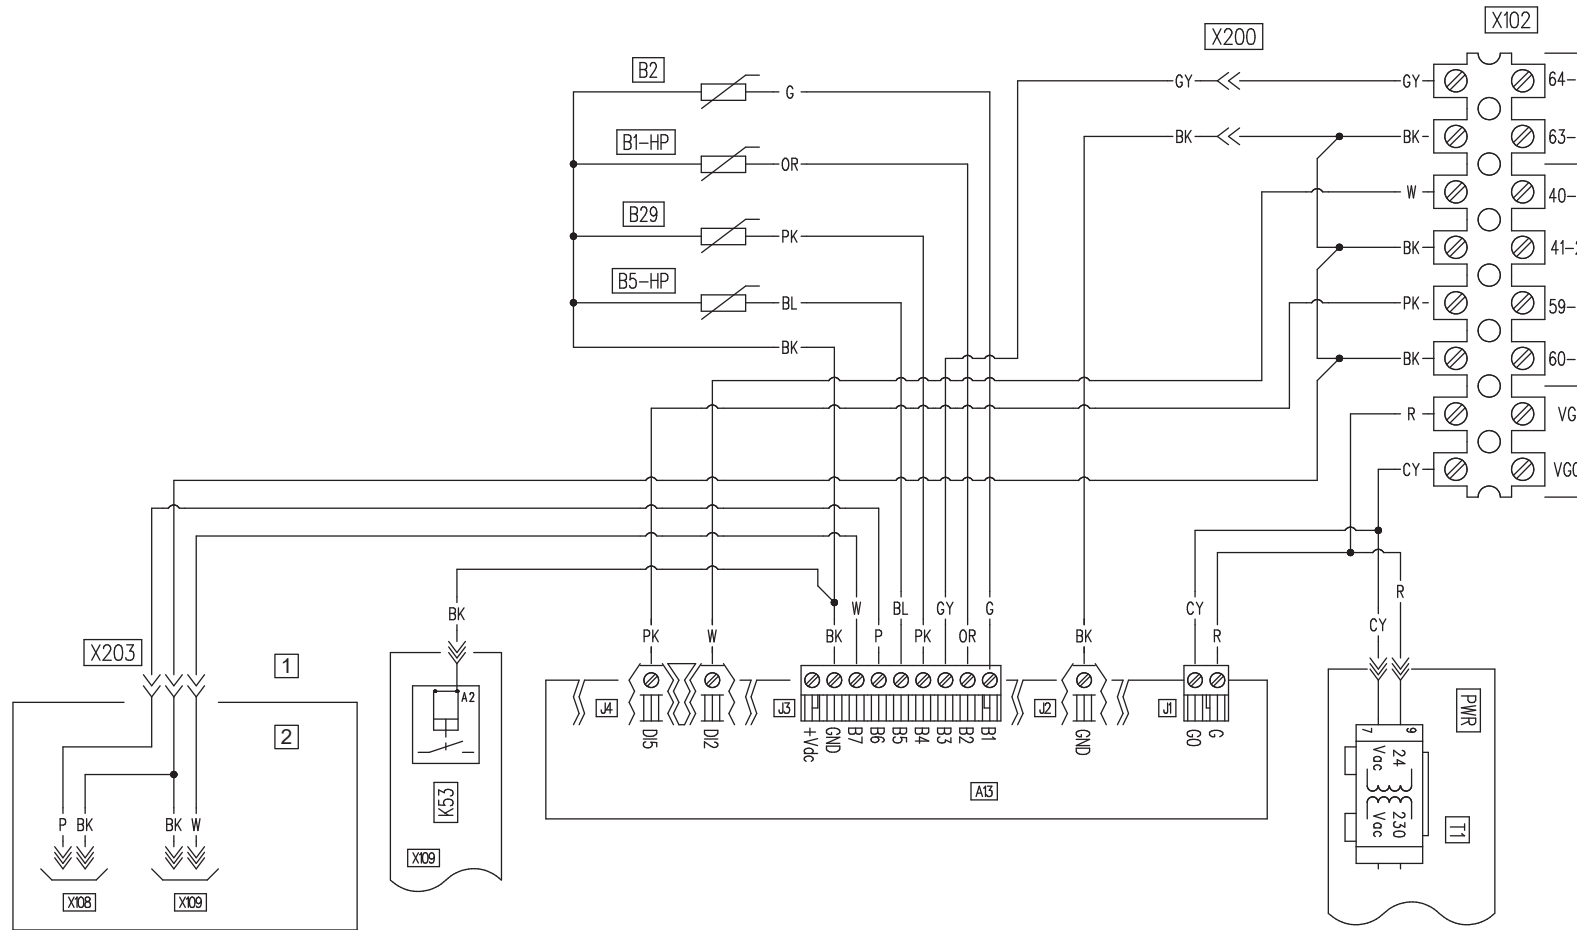 X102
X200
B2
G
GY
GY
64-
B1-HP
OR
BK
BK
63-
B29
PK
W
40-
B5-HP
BL
BK
41-2
BK
PK
59-
BK
60-
R
VG
CY
VG0
BK
PK
W
BK
W
P
BL
PK
GY
OR
G
BK
CY
R
CY
R
X203
1
2
A2
K53
X109
J4
DI5
DI2
J3
+Vdc
GND
B7
B6
B5
B4
B3
B2
B1
J2
GND
J1
G0
G
A13
PWR
7
9
24
Vac
230
Vac
T1
P
BK
BK
W
X108
X109